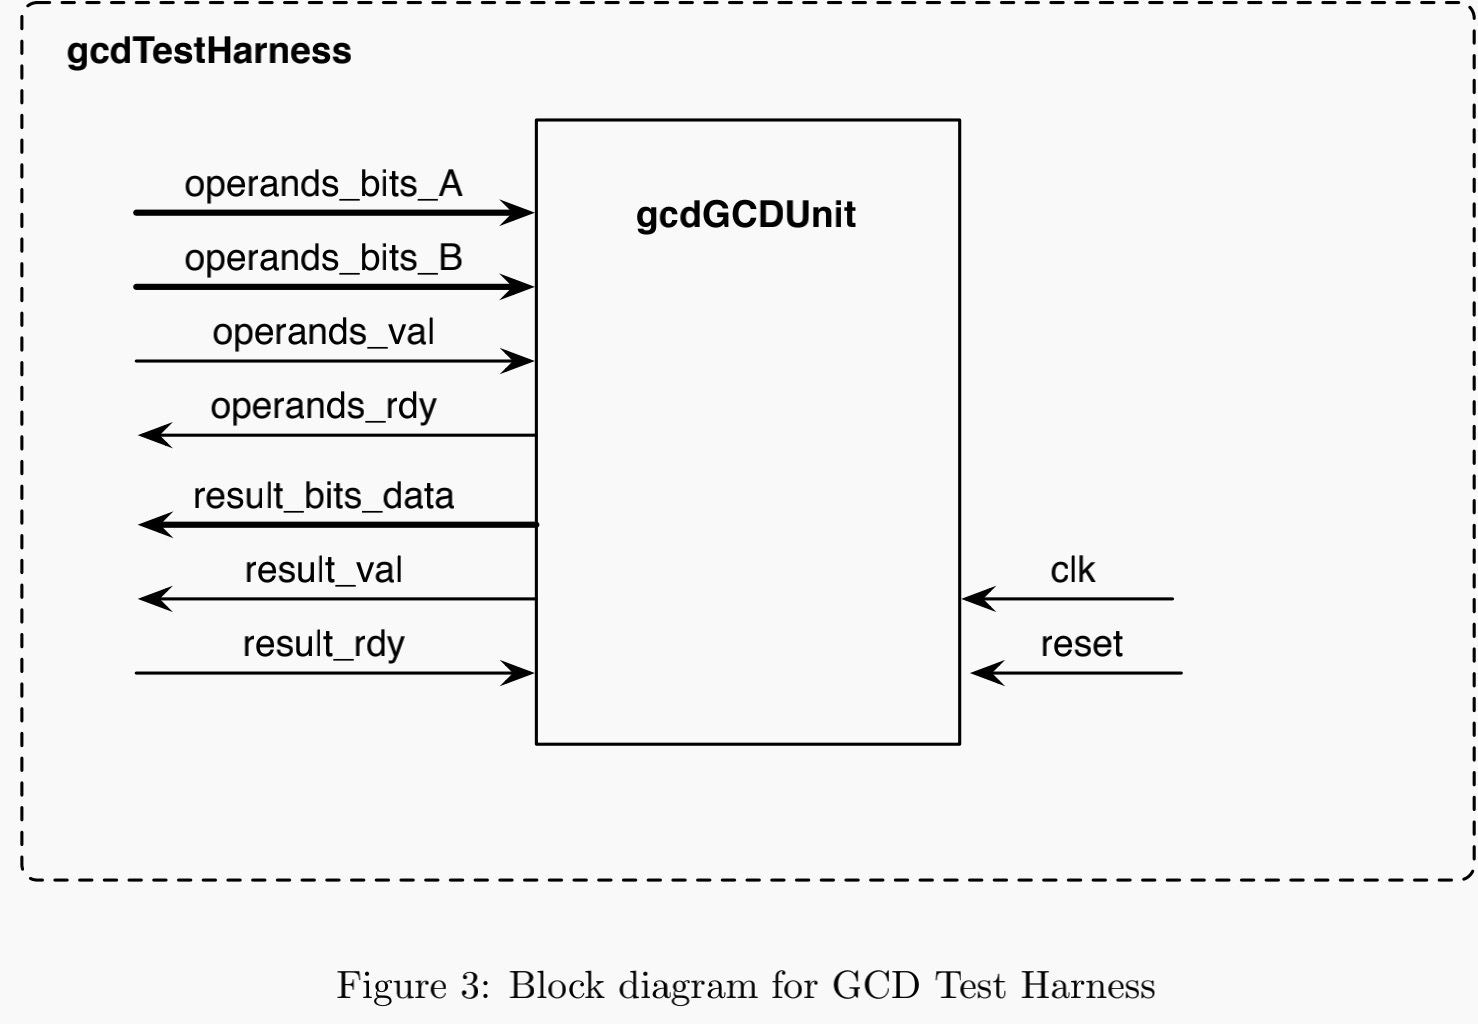 gcdTestHarness
operands_bits_A
gcdGCDUnit
operands_bits_B
operands_val
operands_rdy
result_bits_data
result_val
clk
result_rdy
reset
Figure 3: Block diagram for GCD Test Harness